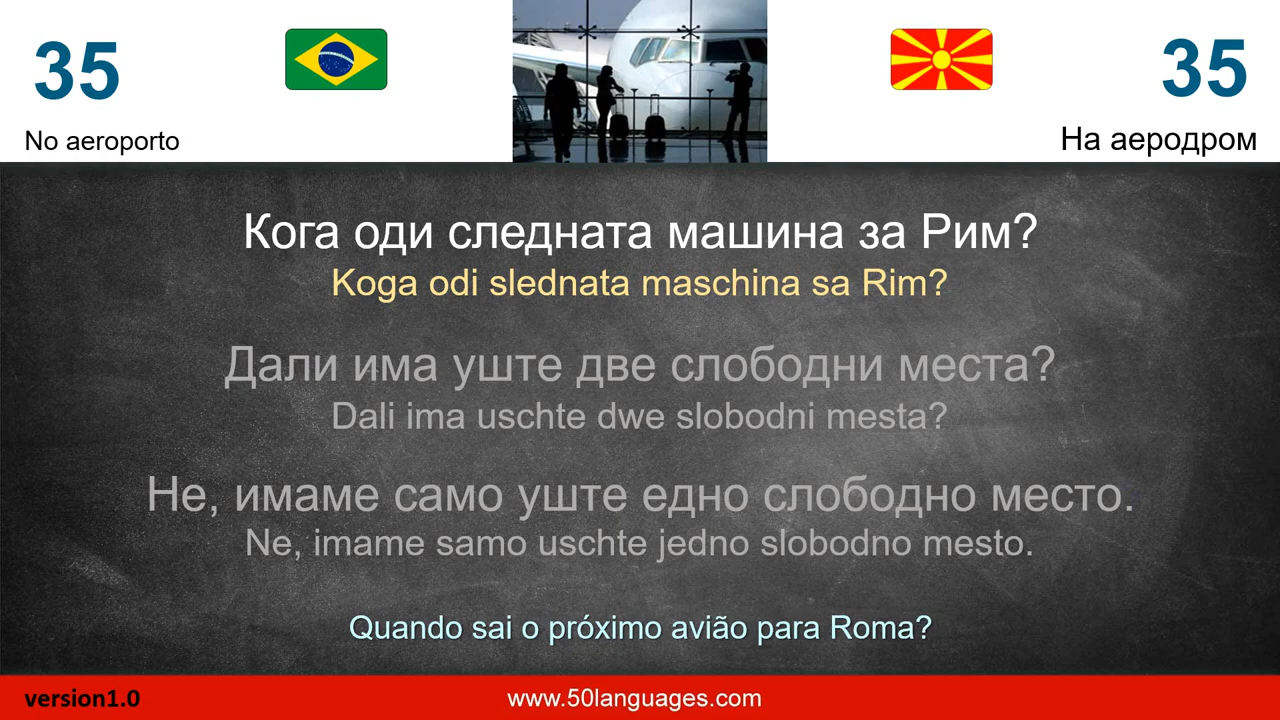 35
35
No aeroporto
На аеродром
Кога оди следната машина за Рим?
Koga odi slednata maschina sa Rim?
Дали има уште две слободни места?
Dali ima uschte dwe slobodni mesta?
Не, имаме само уште едно слободно место.
Ne, imame samo uschte jedno slobodno mesto.
Quando sai o próximo avião para Roma?
version1.0
www.50languages.com